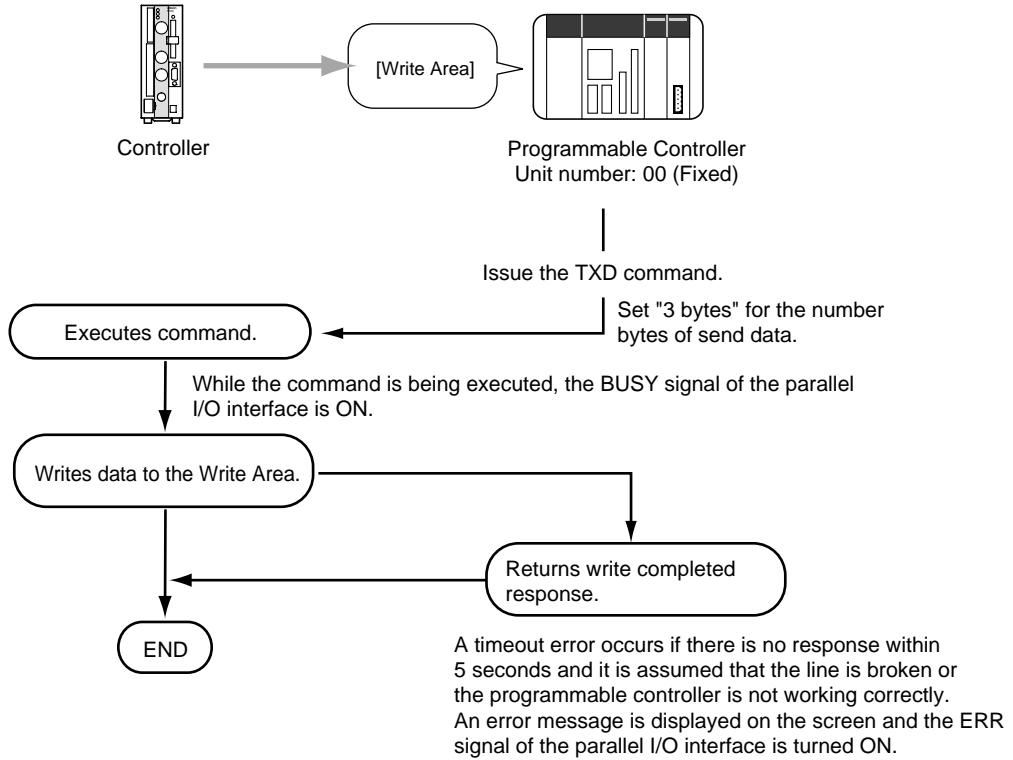 [Write Area]
Controller
Programmable Controller
Unit number: 00 (Fixed)
Issue the TXD command.
Set "3 bytes" for the number
bytes of send data.
Executes command.
While the command is being executed, the BUSY signal of the parallel
I/O interface is ON.
Writes data to the Write Area.
Returns write completed
response.
END
A timeout error occurs if there is no response within
5 seconds and it is assumed that the line is broken or
the programmable controller is not working correctly.
An error message is displayed on the screen and the ERR
signal of the parallel I/O interface is turned ON.